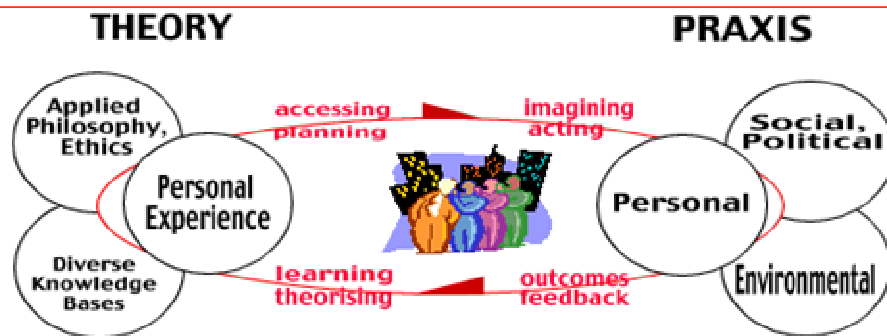 THEORY
PRAXIS
Applied
Philosophy,
Ethics
Personal
Experience
Diverse
Knowledge
Bases
accessing
planning
imagining
acting
learning
theorising
outcomes
feedback
Social,
Political
Personal
Environmental